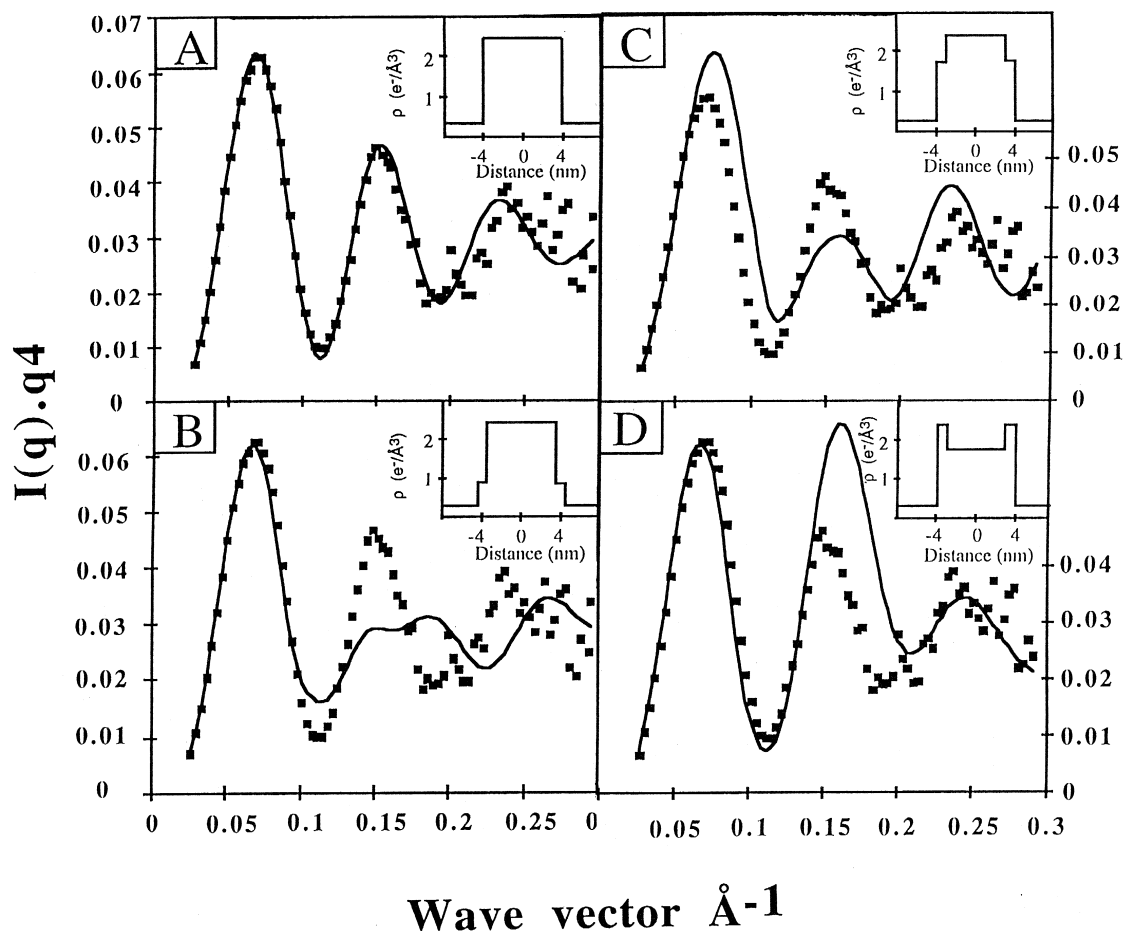 0.07
0.06
0.05
0.04
0.03
0.02
0.01
0
A
ρ (e-/Å3)
2
1
-4 0 4
Distance (nm)
C
ρ (e-/Å3)
2
1
-4 0 4
Distance (nm)
0.05
0.04
0.03
0.02
0.01
0
I(q).q4
B
0.06
0.05
0.04
0.03
0.02
0.01
0
ρ (e-/Å3)
2
1
-4 0 4
Distance (nm)
D
ρ (e-/Å3)
2
1
-4 0 4
Distance (nm)
0.04
0.03
0.02
0.01
0
0 0.05 0.1 0.15 0.2 0.25 0
0.05 0.1 0.15 0.2 0.25 0.3
Wave vector Å-1